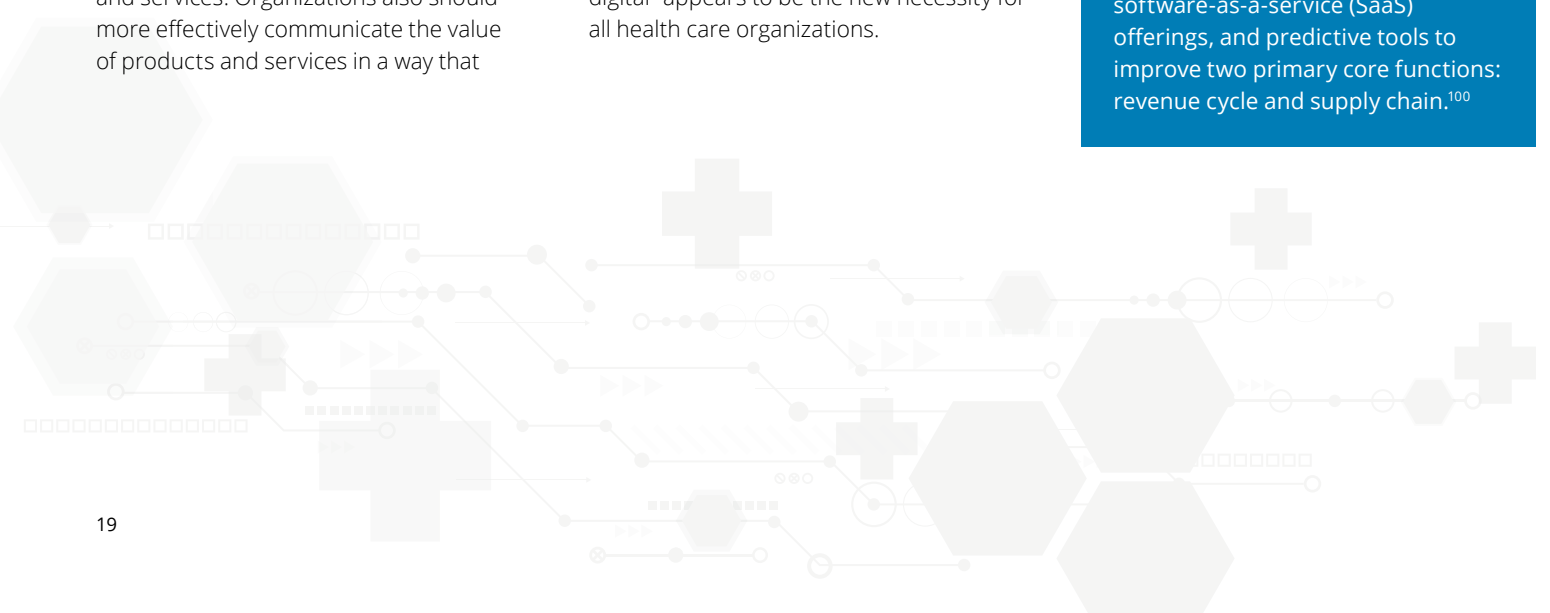 and services. Organizations also should
more effectively communicate the value
of products and services in a way that
digital" appears to be the new necessity for
all health care organizations.
software-as-a-service (SaaS)
offerings, and predictive tools to
improve two primary core functions:
revenue cycle and supply chain.100
19